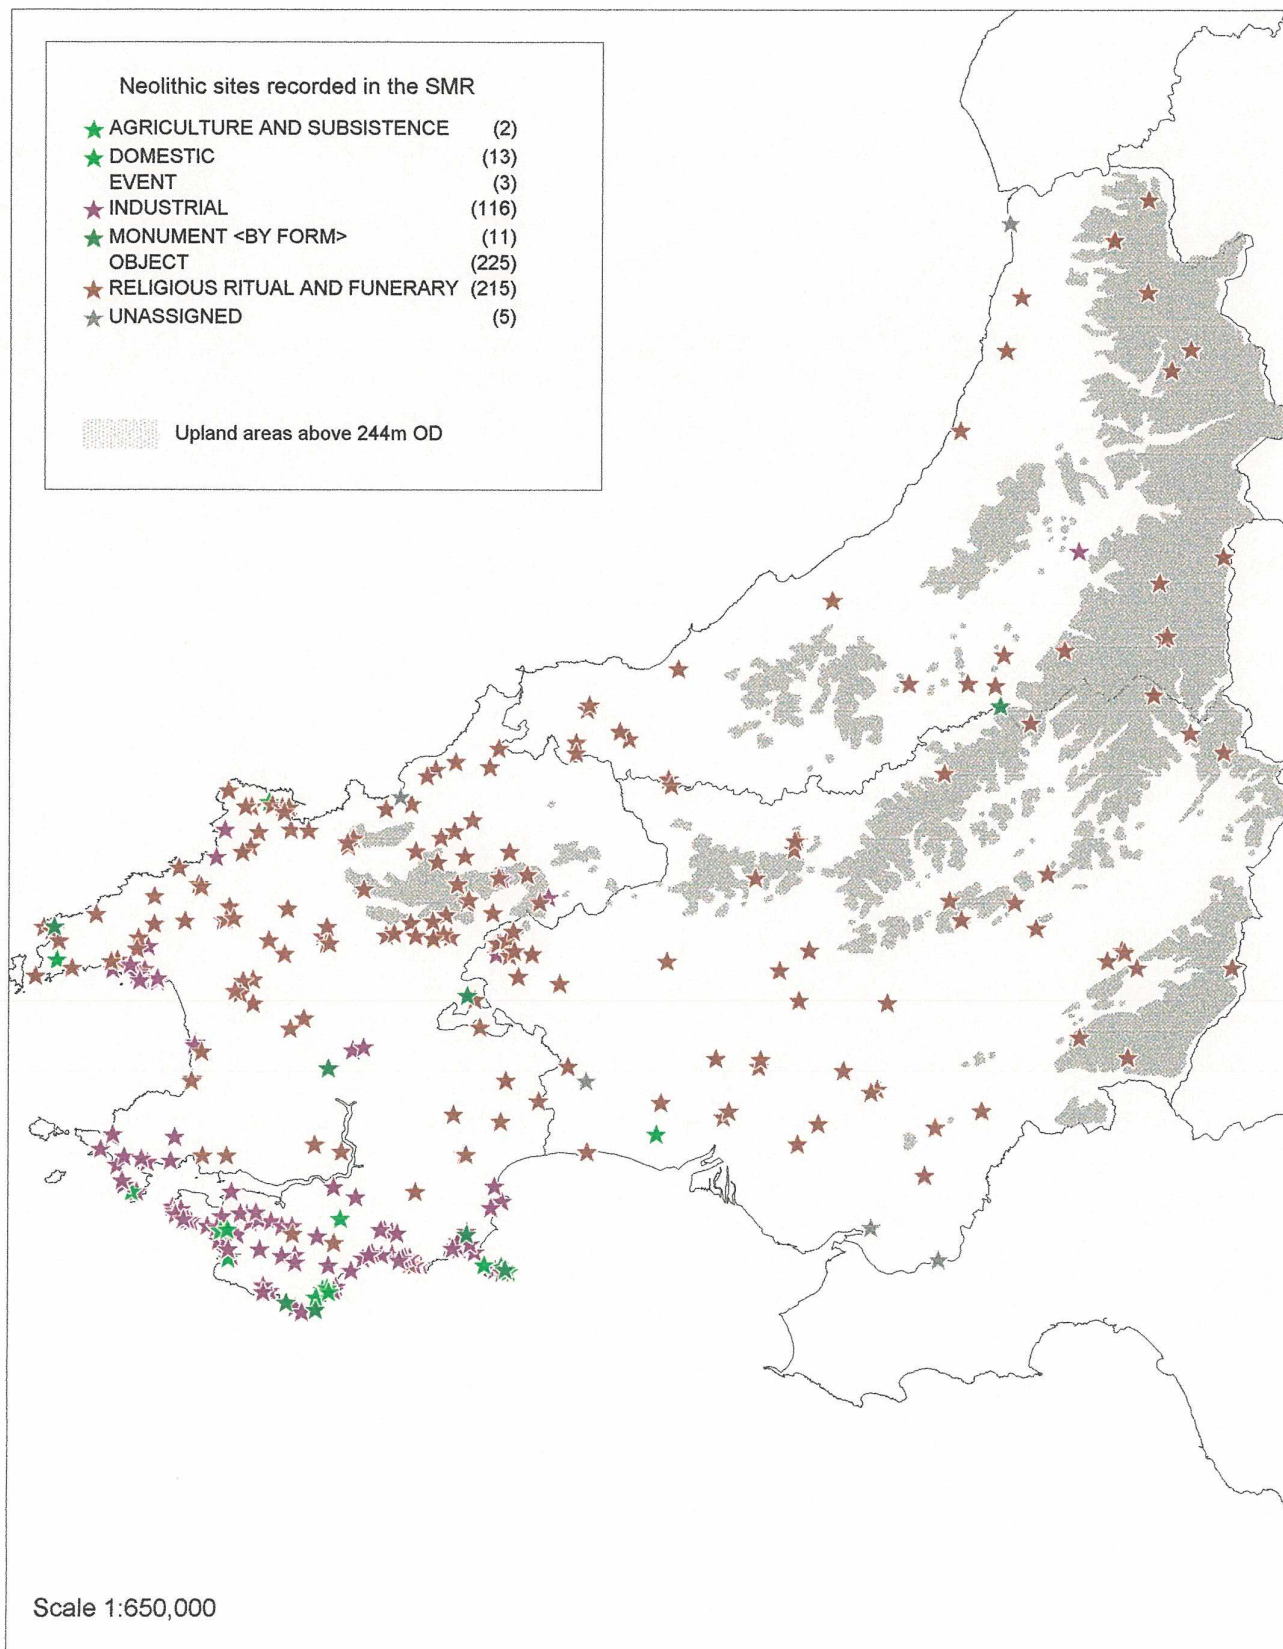 Neolithic sites recorded in the SMR
AGRICULTURE AND SUBSISTENCE (2)
DOMESTIC (13)
EVENT (3)
INDUSTRIAL (116)
MONUMENT <BY FORM> (11)
OBJECT (225)
RELIGIOUS RITUAL AND FUNERARY (215)
UNASSIGNED (5)
Upland areas above 244m OD
Scale 1:650,000